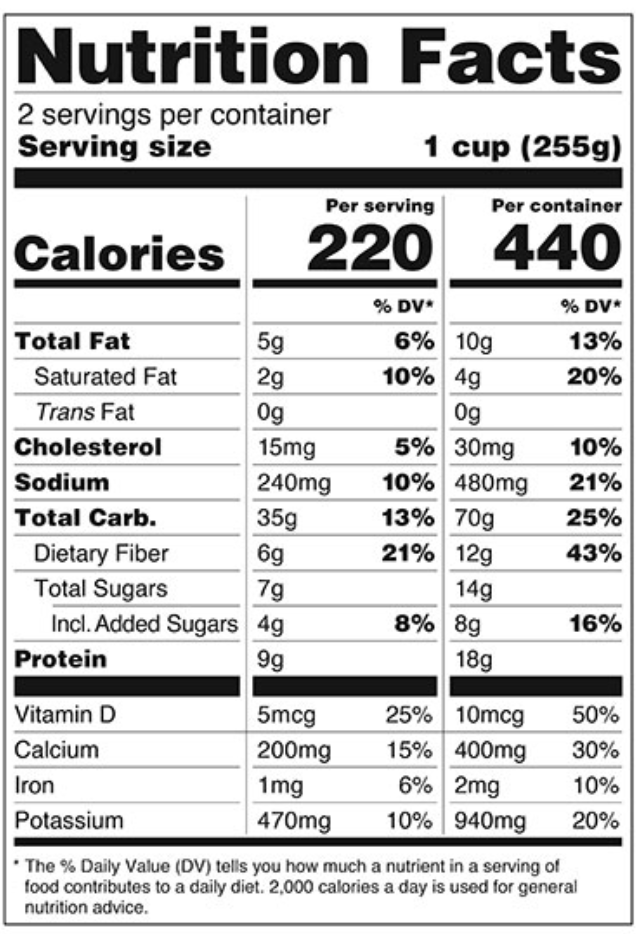 Nutrition Facts
2 servings per container
Serving size 1 cup (255g)
Per serving Per container
Calories 220 440
% DV* % DV*
Total Fat 5g 6% 10g 13%
Saturated Fat 2g 10% 4g 20%
Trans Fat 0g 0g
Cholesterol 15mg 5% 30mg 10%
Sodium 240mg 10% 480mg 21%
Total Carb. 35g 13% 70g 25%
Dietary Fiber 6g 21% 12g 43%
Total Sugars 7g 14g
Incl. Added Sugars 4g 8% 8g 16%
Protein 9g 18g
Vitamin D 5mcg 25% 10mcg 50%
Calcium 200mg 15% 400mg 30%
Iron 1mg 6% 2mg 10%
Potassium 470mg 10% 940mg 20%
* The % Daily Value (DV) tells you how much a nutrient in a serving of
food contributes to a daily diet. 2,000 calories a day is used for general
nutrition advice.